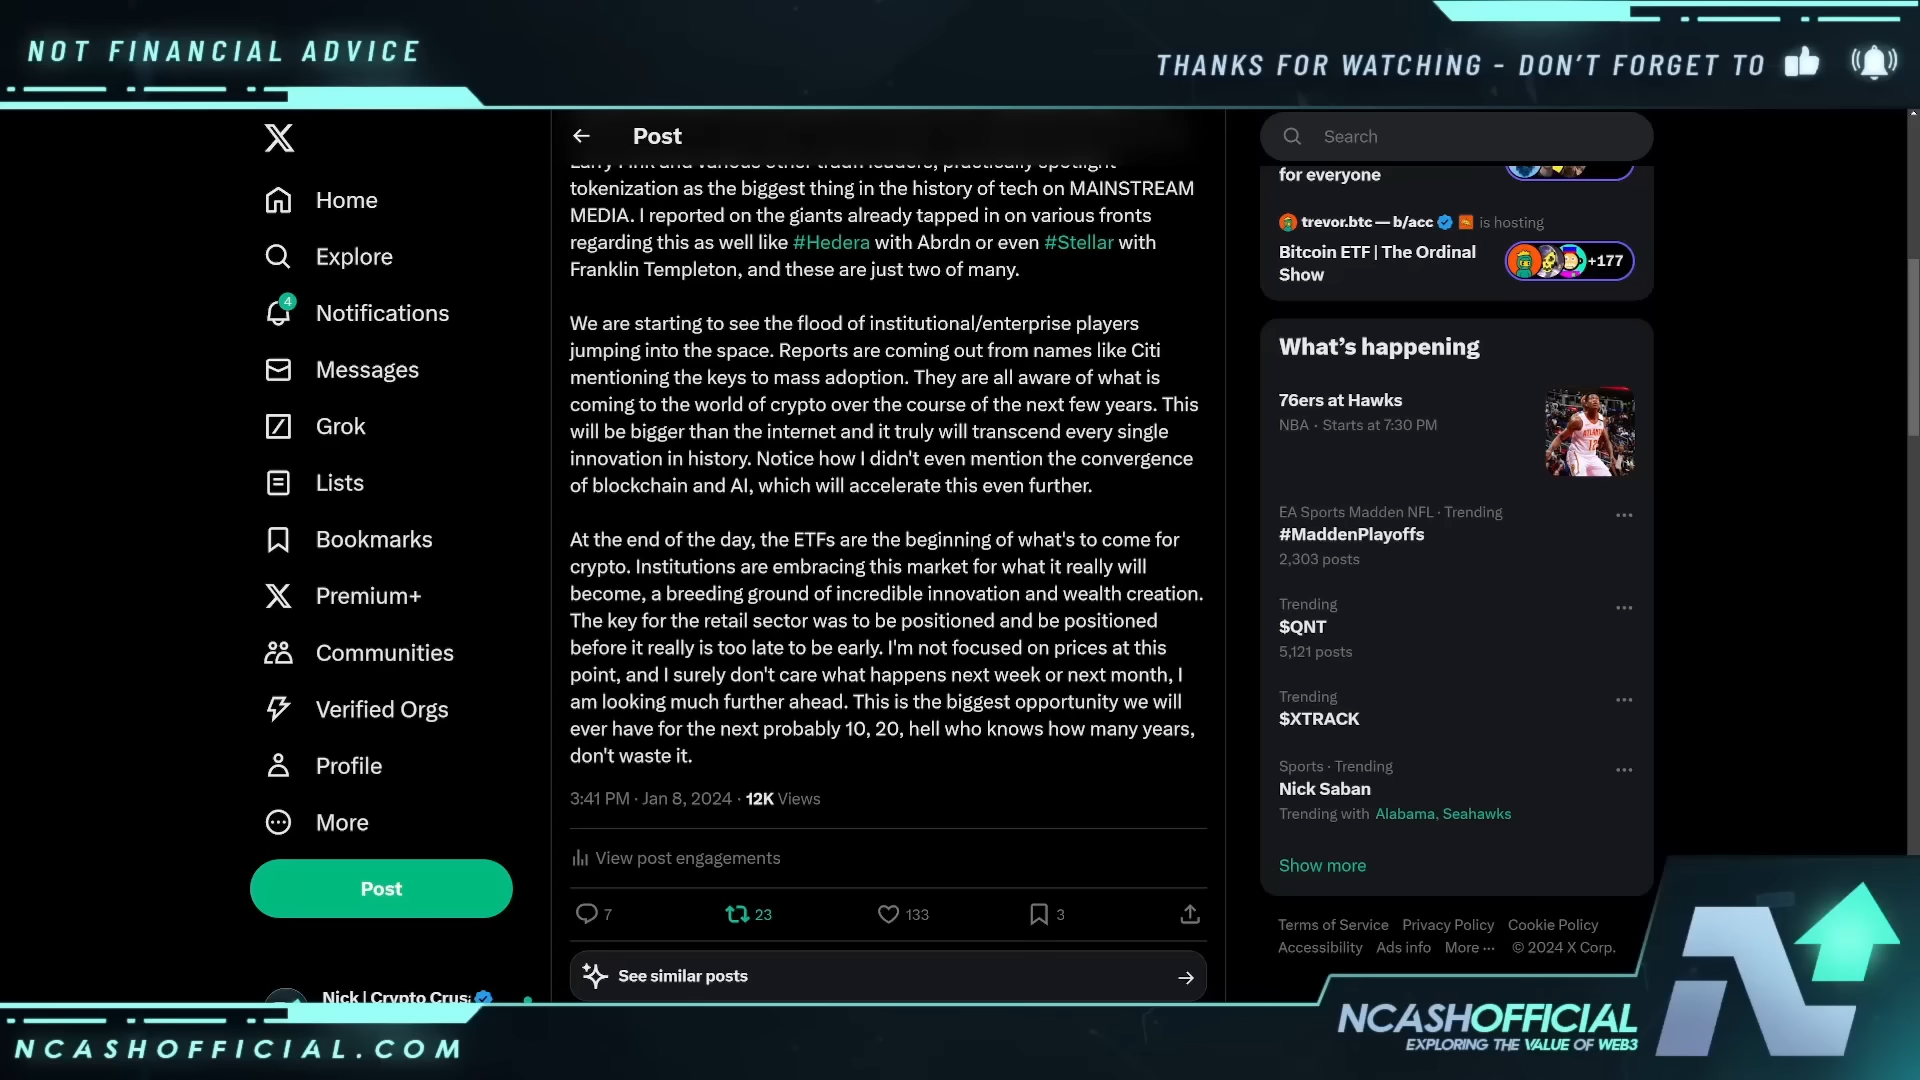 NOT FINANCIAL ADVICE
THANKS FOR WATCHING - DON'T FORGET TO
Home
Explore
4
Notifications
Messages
Grok
Lists
Bookmarks
Premium+
Communities
Verified Orgs
Profile
More
Post
Nick | Crypto Crus
Post
Larry Fink and various other tradfi leaders, practically spotlight
tokenization as the biggest thing in the history of tech on MAINSTREAM
MEDIA. I reported on the giants already tapped in on various fronts
regarding this as well like #Hedera with Abrdn or even #Stellar with
Franklin Templeton, and these are just two of many.
We are starting to see the flood of institutional/enterprise players
jumping into the space. Reports are coming out from names like Citi
mentioning the keys to mass adoption. They are all aware of what is
coming to the world of crypto over the course of the next few years. This
will be bigger than the internet and it truly will transcend every single
innovation in history. Notice how I didn't even mention the convergence
of blockchain and AI, which will accelerate this even further.
At the end of the day, the ETFs are the beginning of what's to come for
crypto. Institutions are embracing this market for what it really will
become, a breeding ground of incredible innovation and wealth creation.
The key for the retail sector was to be positioned and be positioned
before it really is too late to be early. I'm not focused on prices at this
point, and I surely don't care what happens next week or next month, I
am looking much further ahead. This is the biggest opportunity we will
ever have for the next probably 10, 20, hell who knows how many years,
don't waste it.
3:41 PM · Jan 8, 2024 · 12K Views
View post engagements
7 23 133 3
See similar posts
Search
for everyone
trevor.btc — b/acc is hosting
Bitcoin ETF | The Ordinal
Show
+177
What's happening
76ers at Hawks
NBA · Starts at 7:30 PM
EA Sports Madden NFL · Trending
#MaddenPlayoffs
2,303 posts
Trending
$QNT
5,121 posts
Trending
$XTRACK
Sports · Trending
Nick Saban
Trending with Alabama, Seahawks
Show more
Terms of Service Privacy Policy Cookie Policy
Accessibility Ads info More ··· © 2024 X Corp.
NCASHOFFICIAL.COM
NCASHOFFICIAL
EXPLORING THE VALUE OF WEB3